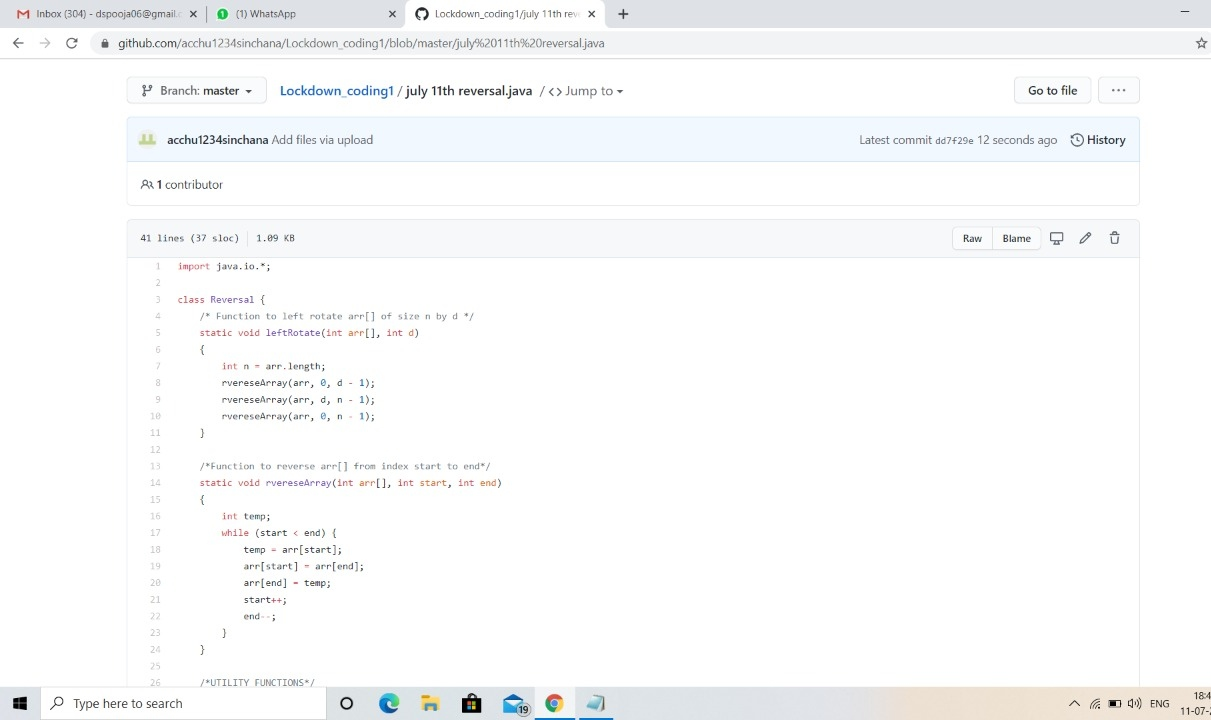 Inbox (304) - dspooja06@gmail.c
(1) WhatsApp
Lockdown_coding1/july 11th rev
github.com/acchu1234sinchana/Lockdown_coding1/blob/master/july%2011th%20reversal.java
Branch: master
Lockdown_coding1 / july 11th reversal.java / <> Jump to
Go to file
...
acchu1234sinchana Add files via upload
Latest commit dd7f29e 12 seconds ago
History
1 contributor
41 lines (37 sloc) 1.09 KB
Raw
Blame
1 import java.io.*;
2
3 class Reversal {
4 /* Function to left rotate arr[] of size n by d */
5 static void leftRotate(int arr[], int d)
6 {
7 int n = arr.length;
8 rvereseArray(arr, 0, d - 1);
9 rvereseArray(arr, d, n - 1);
10 rvereseArray(arr, 0, n - 1);
11 }
12
13 /*Function to reverse arr[] from index start to end*/
14 static void rvereseArray(int arr[], int start, int end)
15 {
16 int temp;
17 while (start < end) {
18 temp = arr[start];
19 arr[start] = arr[end];
20 arr[end] = temp;
21 start++;
22 end--;
23 }
24 }
25
26 /*UTILITY FUNCTIONS*/
Type here to search
19
ENG
18:4
11-07-